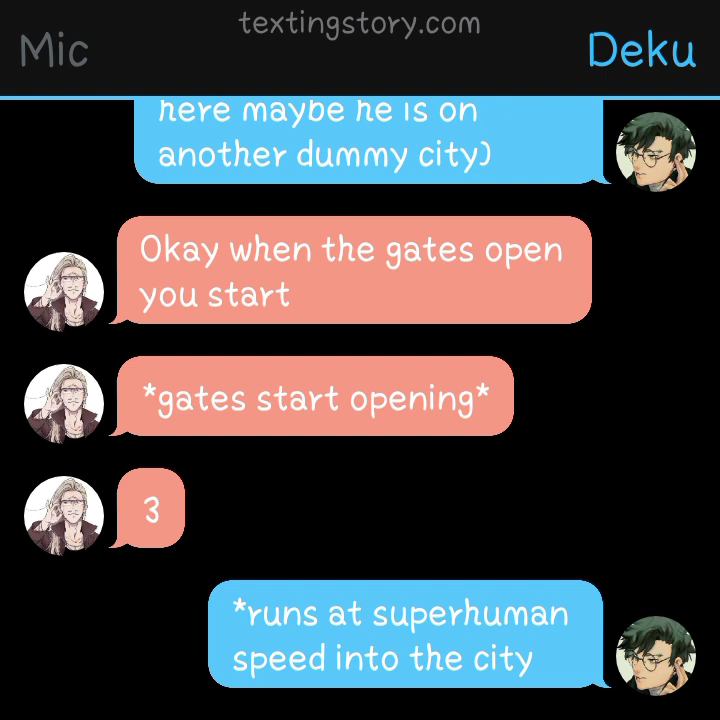 textingstory.com
Mic
Deku
here maybe he is on
another dummy city)
Okay when the gates open
you start
*gates start opening*
3
*runs at superhuman
speed into the city